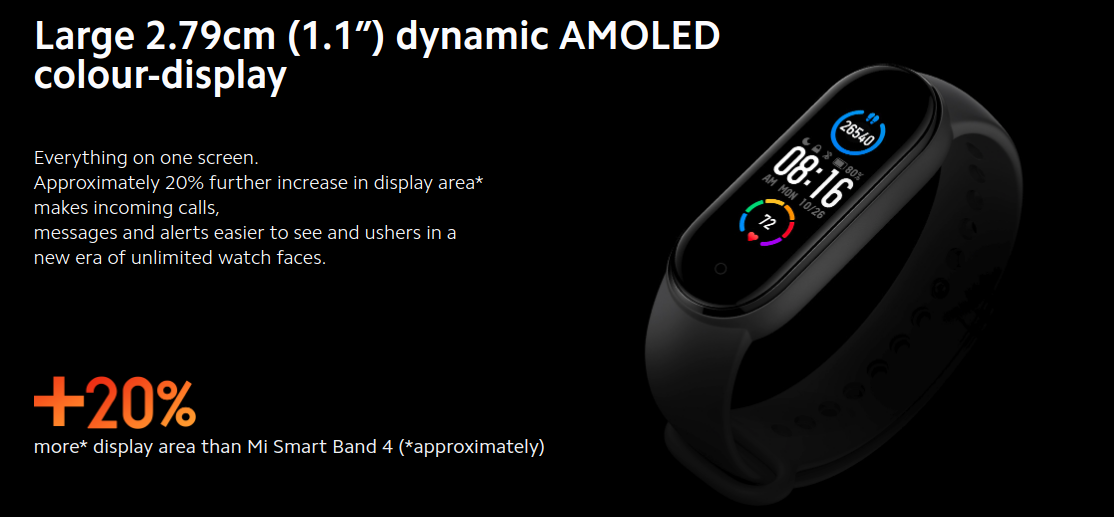 Large 2.79cm (1.1”) dynamic AMOLED
colour-display
Everything on one screen.
Approximately 20% further increase in display area*
makes incoming calls,
messages and alerts easier to see and ushers in a
new era of unlimited watch faces.
+20%
more* display area than Mi Smart Band 4 (*approximately)
26540
80%
08:16
AM MON 10/26
72